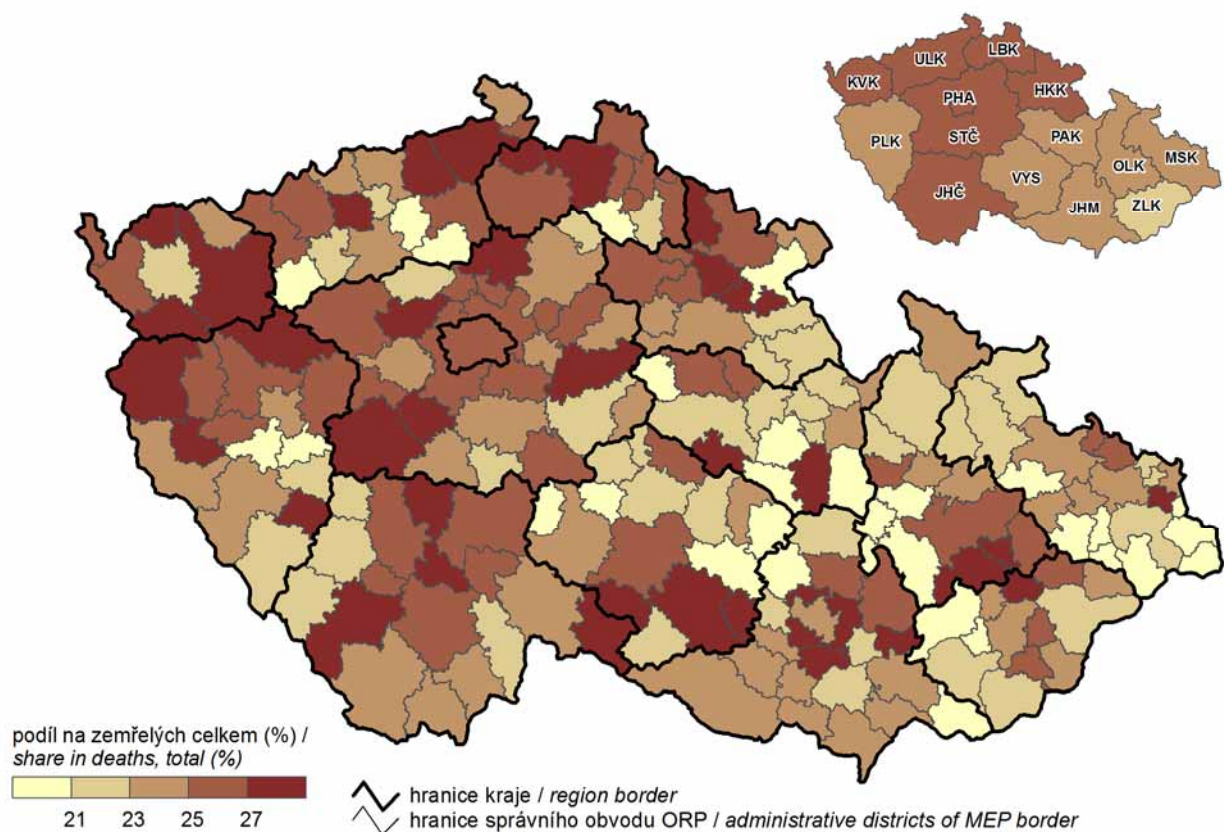 ULK
LBK
KVK
HKK
PHA
STČ
PLK
PAK
MSK
OLK
VYS
JHČ
JHM
ZLK
podíl na zemřelých celkem (%) /
share in deaths, total (%)
21 23 25 27
hranice kraje / region border
hranice správního obvodu ORP / administrative districts of MEP border